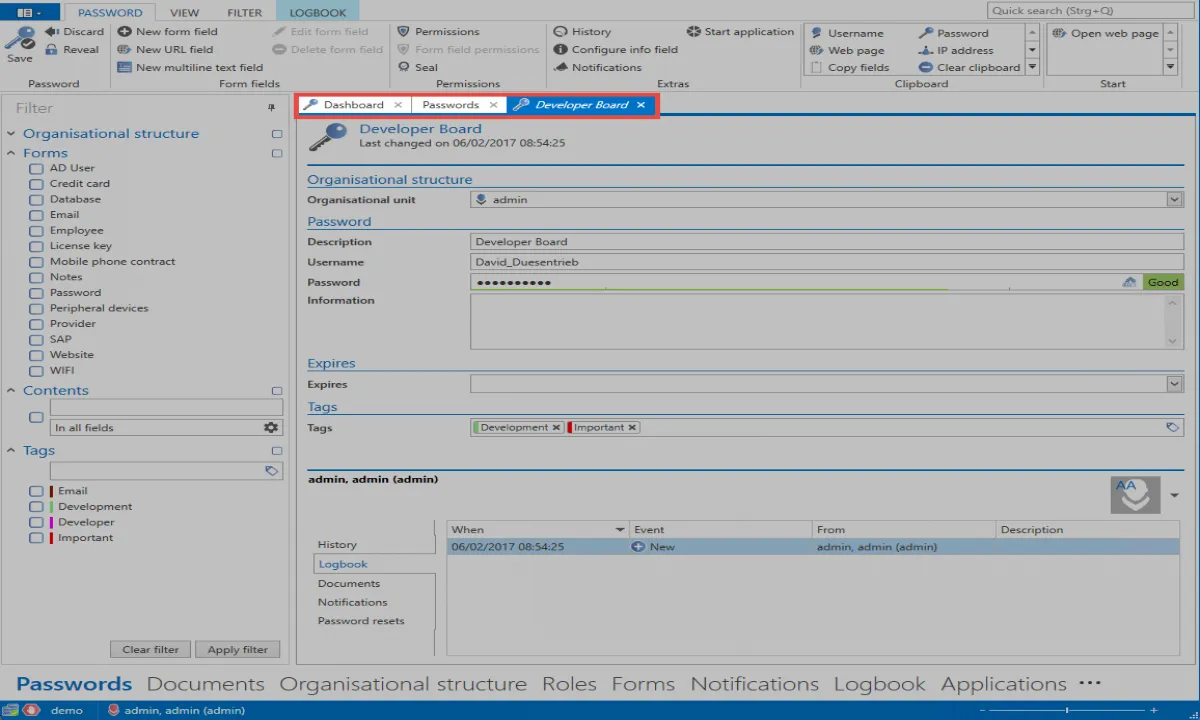 PASSWORD VIEW FILTER LOGBOOK
Quick search (Strg+Q)
Save
Discard
Reveal
Password
New form field
New URL field
New multiline text field
Edit form field
Delete form field
Form fields
Permissions
Form field permissions
Seal
Permissions
History
Configure info field
Notifications
Start application
Extras
Username
Web page
Copy fields
Password
IP address
Clear clipboard
Clipboard
Open web page
Start
Filter
Organisational structure
Forms
AD User
Credit card
Database
Email
Employee
License key
Mobile phone contract
Notes
Password
Peripheral devices
Provider
SAP
Website
WIFI
Contents
In all fields
Tags
Email
Development
Developer
Important
Clear filter Apply filter
Dashboard Passwords Developer Board
Developer Board
Last changed on 06/02/2017 08:54:25
Organisational structure
Organisational unit admin
Password
Description Developer Board
Username David_Duesentrieb
Password •••••••••• Good
Information
Expires
Expires
Tags
Tags Development Important
admin, admin (admin)
AA
History
Logbook
Documents
Notifications
Password resets
When Event From Description
06/02/2017 08:54:25 New admin, admin (admin)
Passwords Documents Organisational structure Roles Forms Notifications Logbook Applications ···
demo admin, admin (admin)